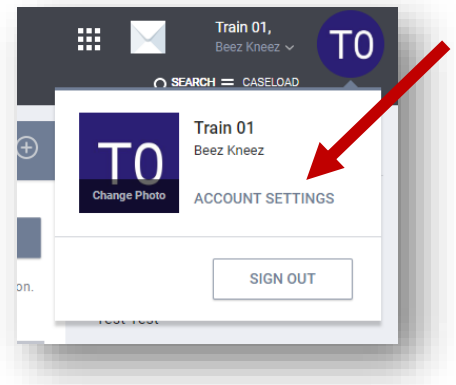 Train 01,
Beez Kneez
T0
SEARCH
CASELOAD
T0
Change Photo
Train 01
Beez Kneez
ACCOUNT SETTINGS
SIGN OUT
on.
Test Test